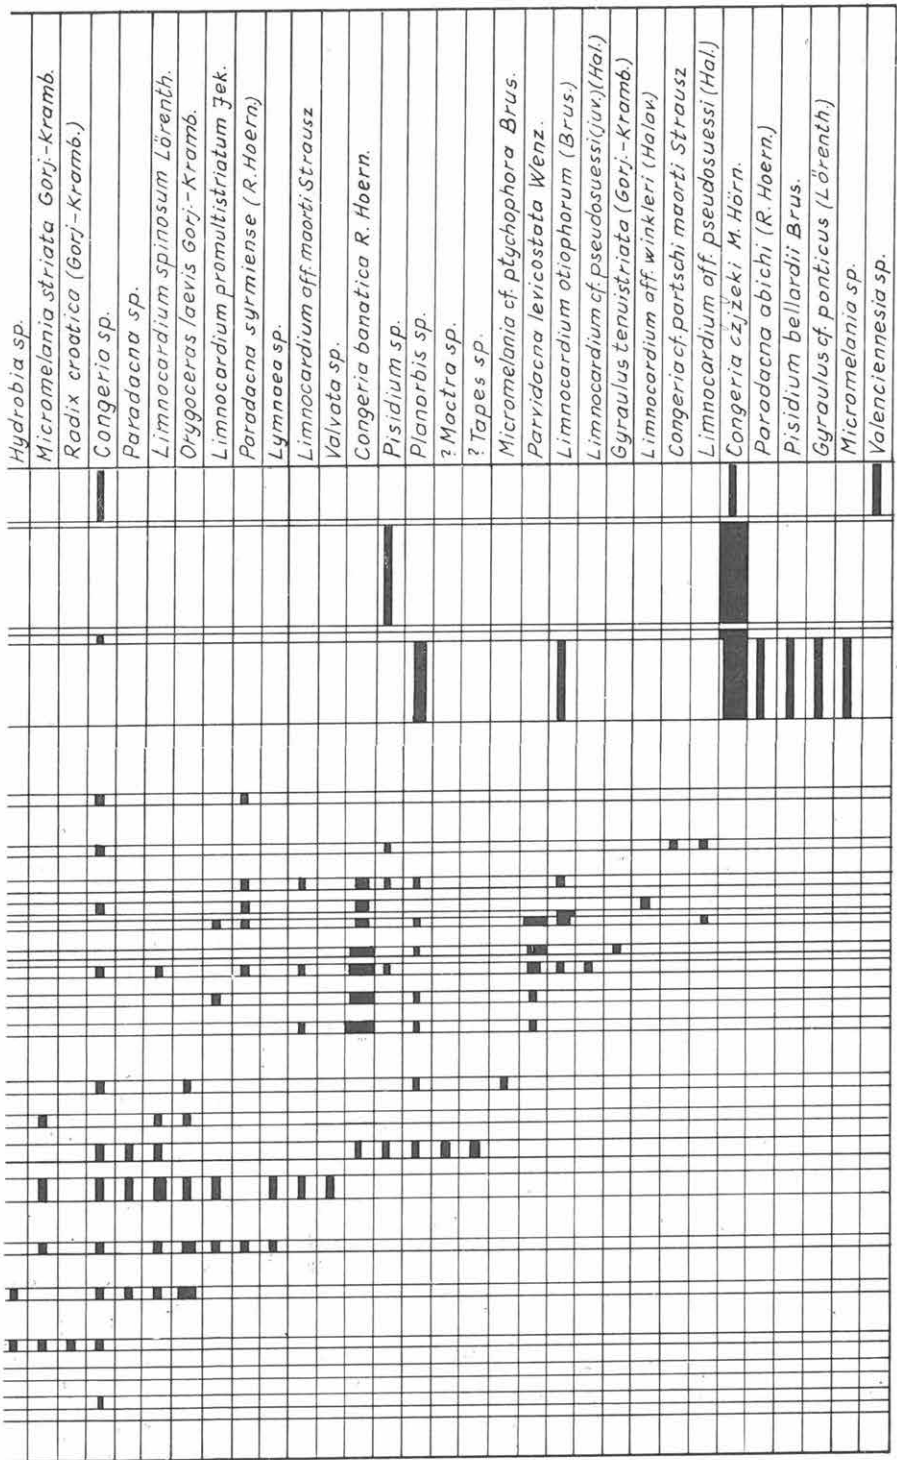 Hydrobia sp.
Micromelania striata Gorj.-Kramb.
Radix croatica (Gorj-Kramb.)
Congeria sp.
Paradacna sp.
Limnocardium spinosum Lörenth.
Orygoceras laevis Gorj.-Kramb.
Limnocardium promultistriatum Jek.
Paradacna syrmiense (R.Hoern.)
Lymnaea sp.
Limnocardium aff. maorti Strausz
Valvata sp.
Congeria banatica R. Hoern.
Pisidium sp.
Planorbis sp.
? Mactra sp.
? Tapes sp.
Micromelania cf. ptychophora Brus.
Parvidacna levicostata Wenz.
Limnocardium otiophorum (Brus.)
Limnocardium cf. pseudosuessi(juv.)(Hal.)
Gyraulus tenuistriata (Gorj.-Kramb.)
Limnocardium aff. winkleri (Halav.)
Congeria cf. partschi maorti Strausz
Limnocardium aff. pseudosuessi (Hal.)
Congeria czjžeki M. Hörn.
Paradacna abichi (R. Hoern.)
Pisidium bellardii Brus.
Gyraulus cf. ponticus (Lörenth.)
Micromelania sp.
Valenciennesia sp.